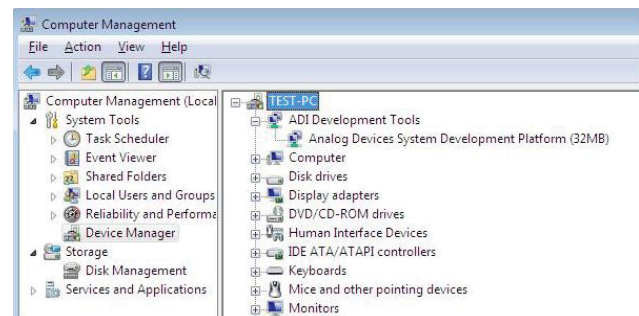 Computer Management
File Action View Help
Computer Management (Local
System Tools
Task Scheduler
Event Viewer
Shared Folders
Local Users and Groups
Reliability and Performa
Device Manager
Storage
Disk Management
Services and Applications
TEST-PC
ADI Development Tools
Analog Devices System Development Platform (32MB)
Computer
Disk drives
Display adapters
DVD/CD-ROM drives
Human Interface Devices
IDE ATA/ATAPI controllers
Keyboards
Mice and other pointing devices
Monitors